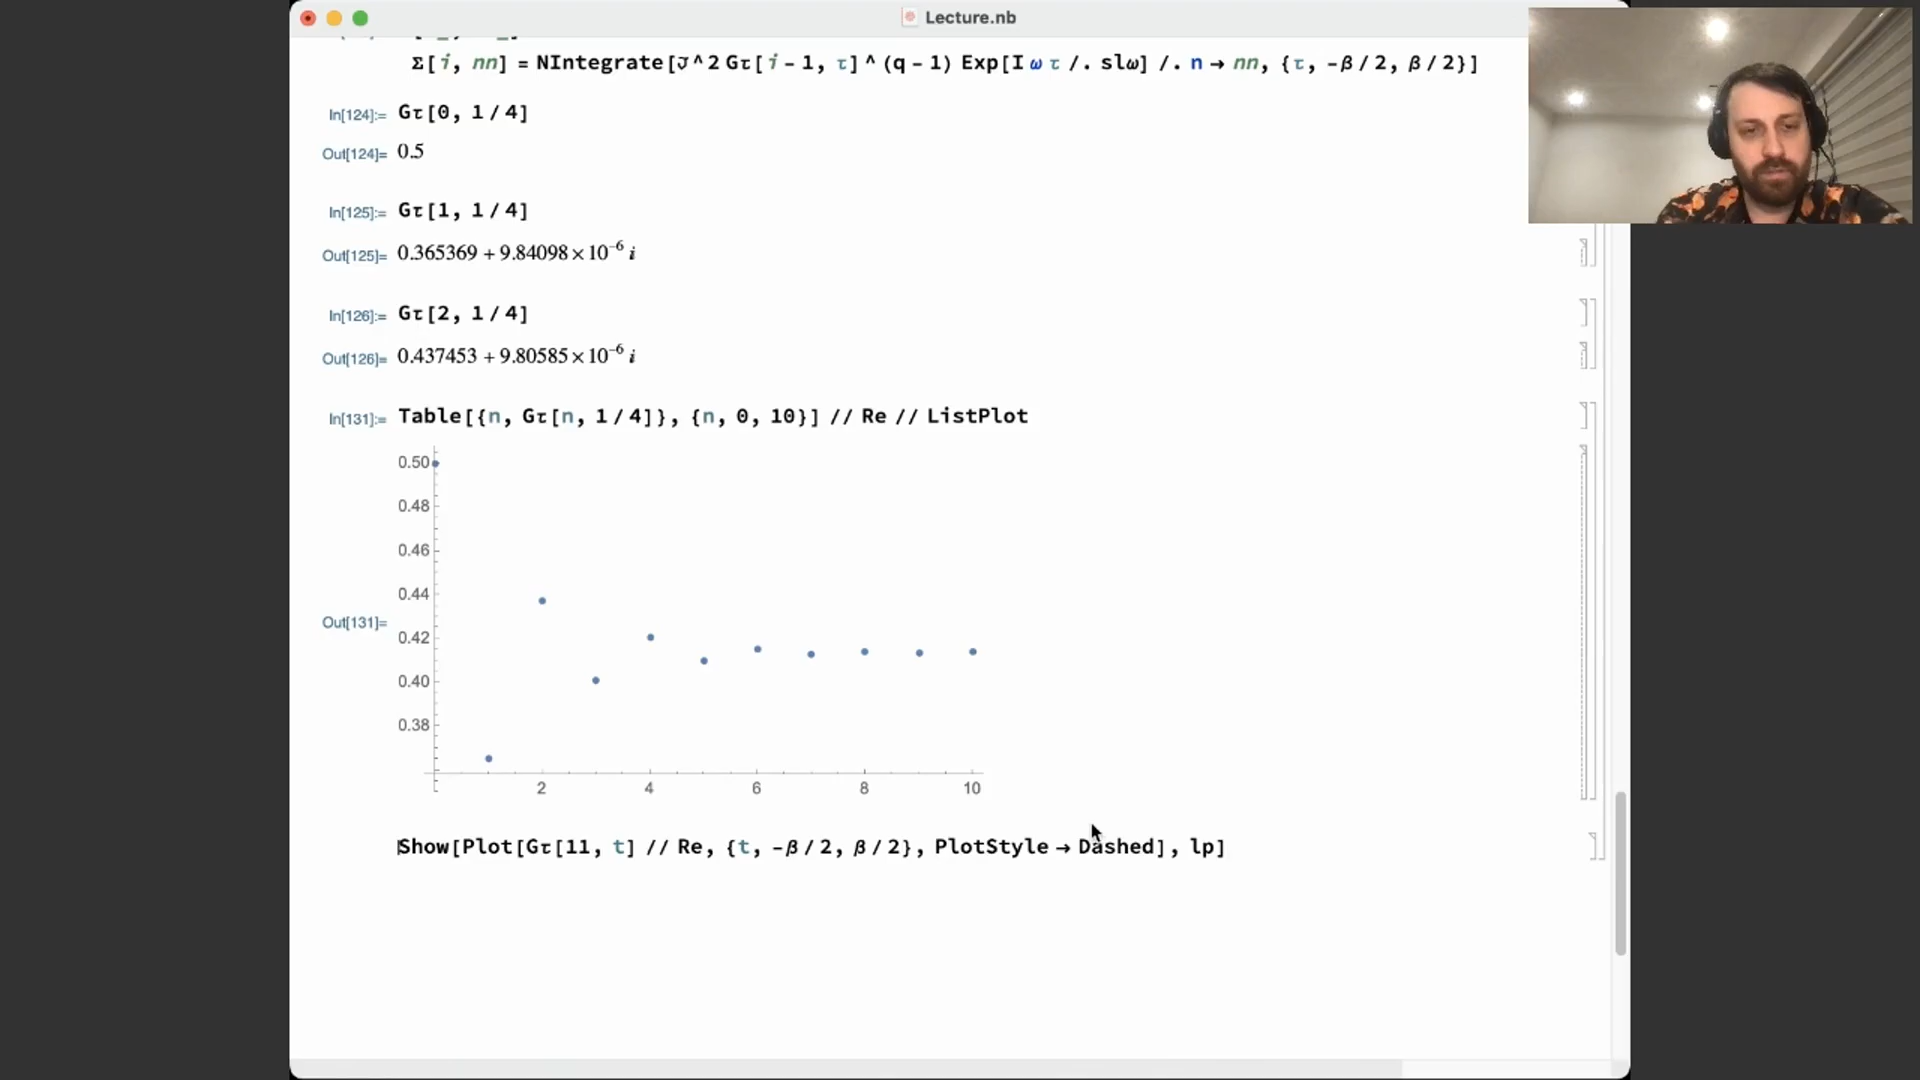 Lecture.nb
Σ[i, nn] = NIntegrate[J^2 Gτ[i - 1, τ]^(q - 1) Exp[I ω τ /. slω] /. n → nn, {τ, -β/2, β/2}]
In[124]:= Gτ[0, 1/4]
Out[124]= 0.5
In[125]:= Gτ[1, 1/4]
Out[125]= 0.365369 + 9.84098×10⁻⁶ i
In[126]:= Gτ[2, 1/4]
Out[126]= 0.437453 + 9.80585×10⁻⁶ i
In[131]:= Table[{n, Gτ[n, 1/4]}, {n, 0, 10}] // Re // ListPlot
0.50
0.48
0.46
0.44
Out[131]=
0.42
0.40
0.38
2 4 6 8 10
Show[Plot[Gτ[11, t] // Re, {t, -β/2, β/2}, PlotStyle → Dashed], lp]